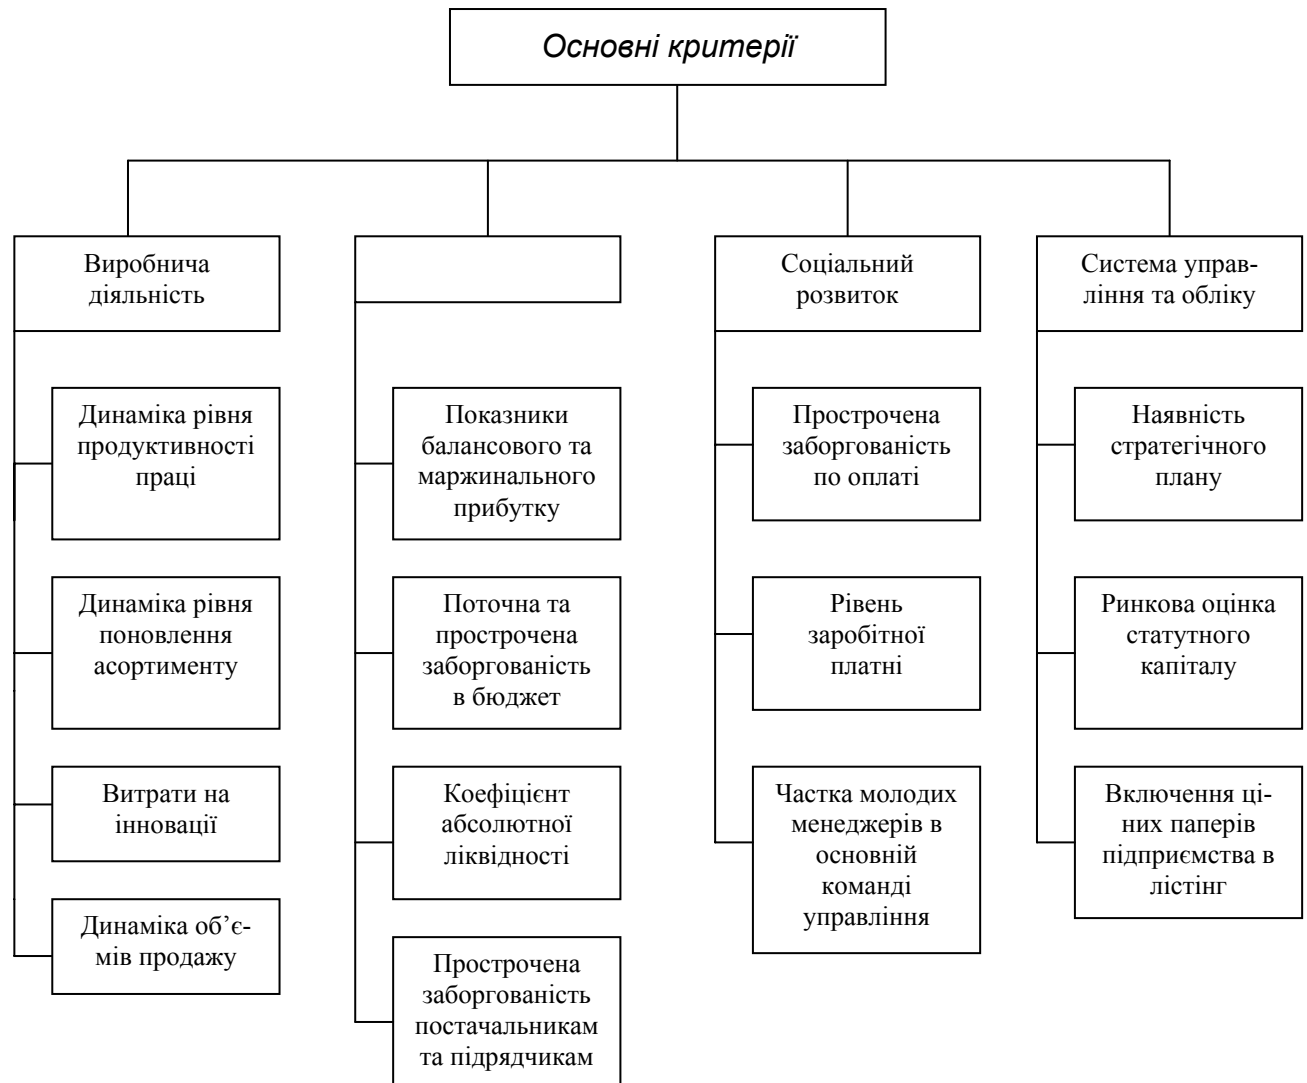 Основні критерії
Виробнича
діяльність
Динаміка рівня
продуктивності
праці
Динаміка рівня
поновлення
асортименту
Витрати на
інновації
Динаміка об’є-
мів продажу
Показники
балансового та
маржинального
прибутку
Поточна та
прострочена
заборгованість
в бюджет
Коефіцієнт
абсолютної
ліквідності
Прострочена
заборгованість
постачальникам
та підрядчикам
Соціальний
розвиток
Прострочена
заборгованість
по оплаті
Рівень
заробітної
платні
Частка молодих
менеджерів в
основній
команді
управління
Система управ-
ління та обліку
Наявність
стратегічного
плану
Ринкова оцінка
статутного
капіталу
Включення ці-
них паперів
підприємства в
лістінг